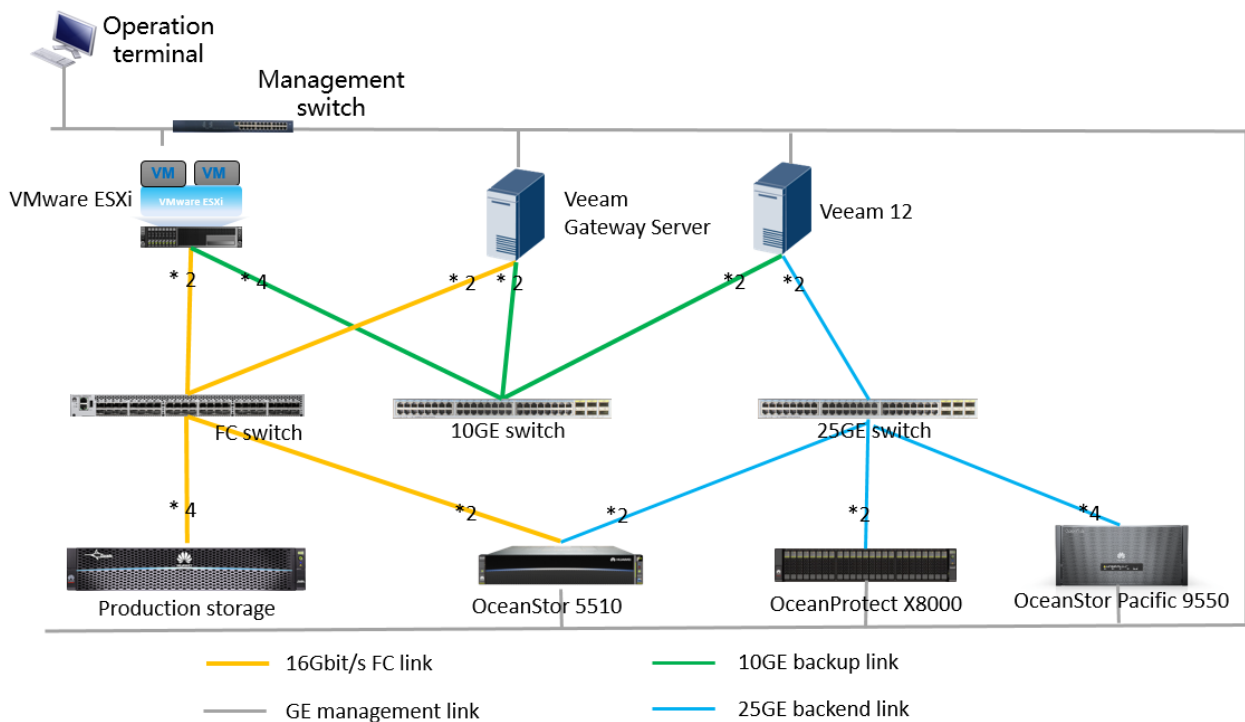 Operation
terminal
Management
switch
VM VM
VMware ESXi
VMware ESXi
Veeam
Gateway Server
Veeam 12
* 2
* 4
* 2
* 2
*2
*2
FC switch
10GE switch
25GE switch
* 4
*2
*2
*2
*4
Production storage
OceanStor 5510
OceanProtect X8000
OceanStor Pacific 9550
16Gbit/s FC link
10GE backup link
GE management link
25GE backend link